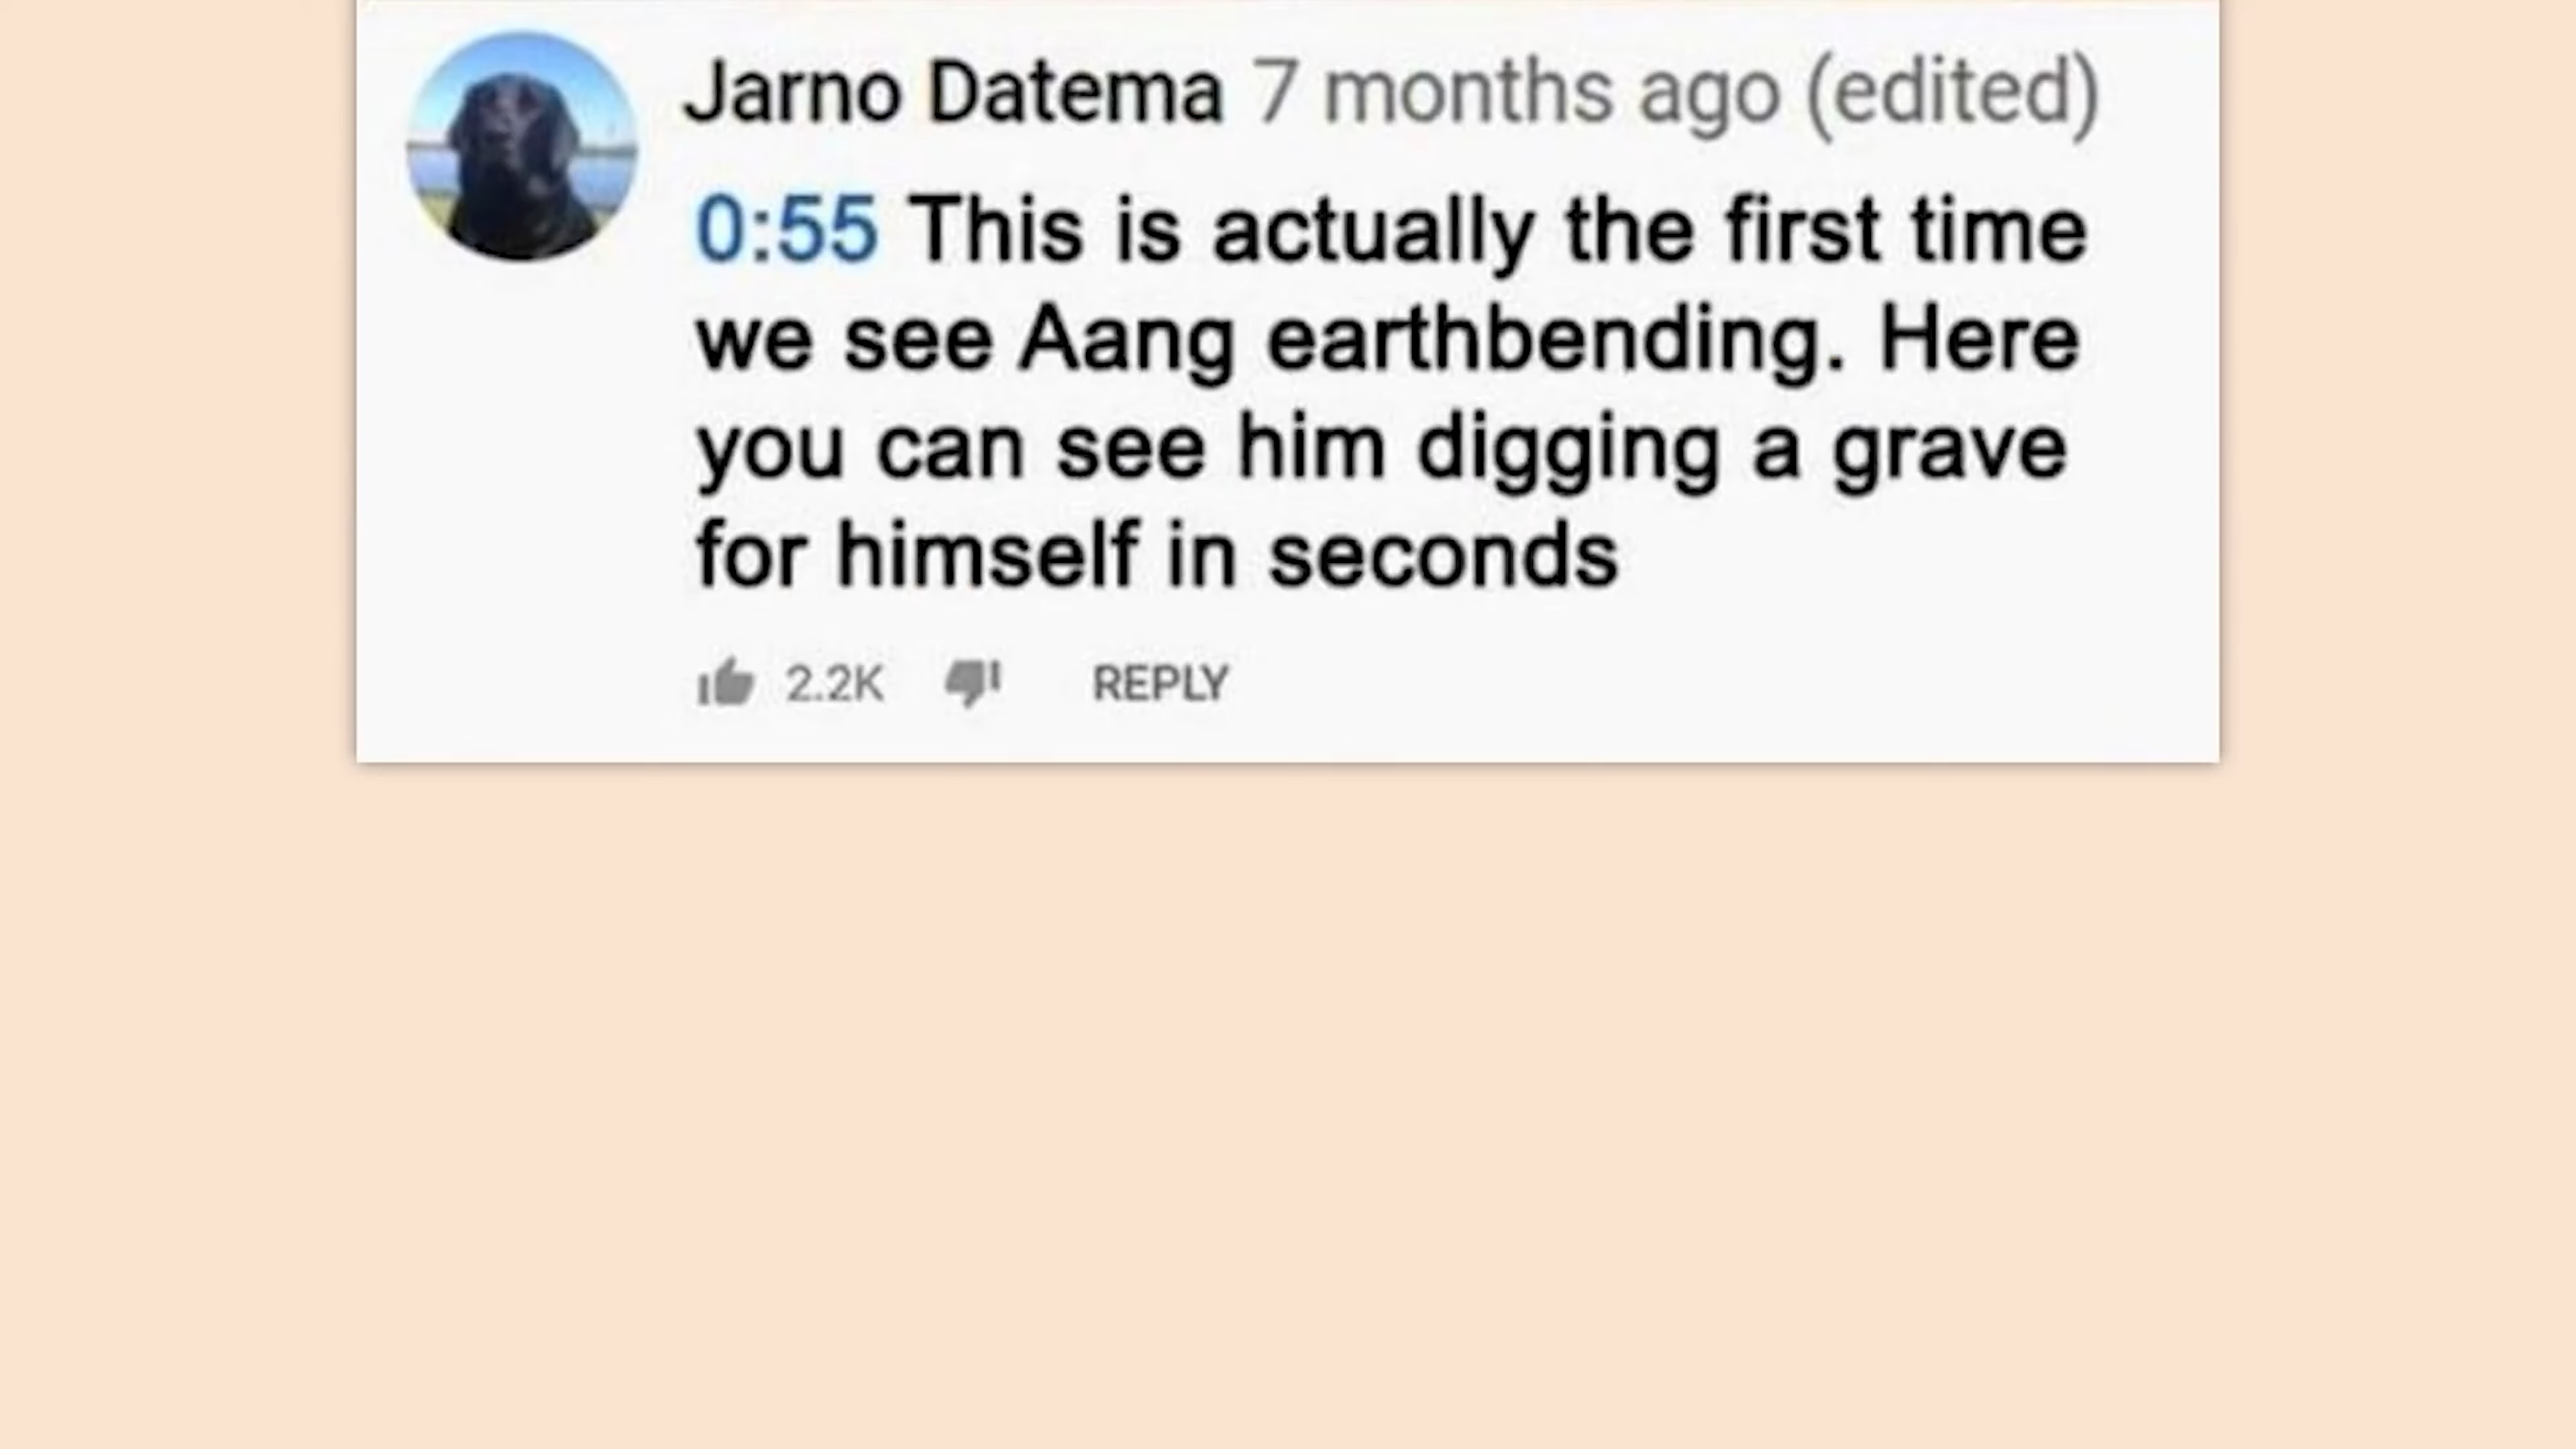 Jarno Datema 7 months ago (edited)
0:55 This is actually the first time
we see Aang earthbending. Here
you can see him digging a grave
for himself in seconds
2.2K REPLY